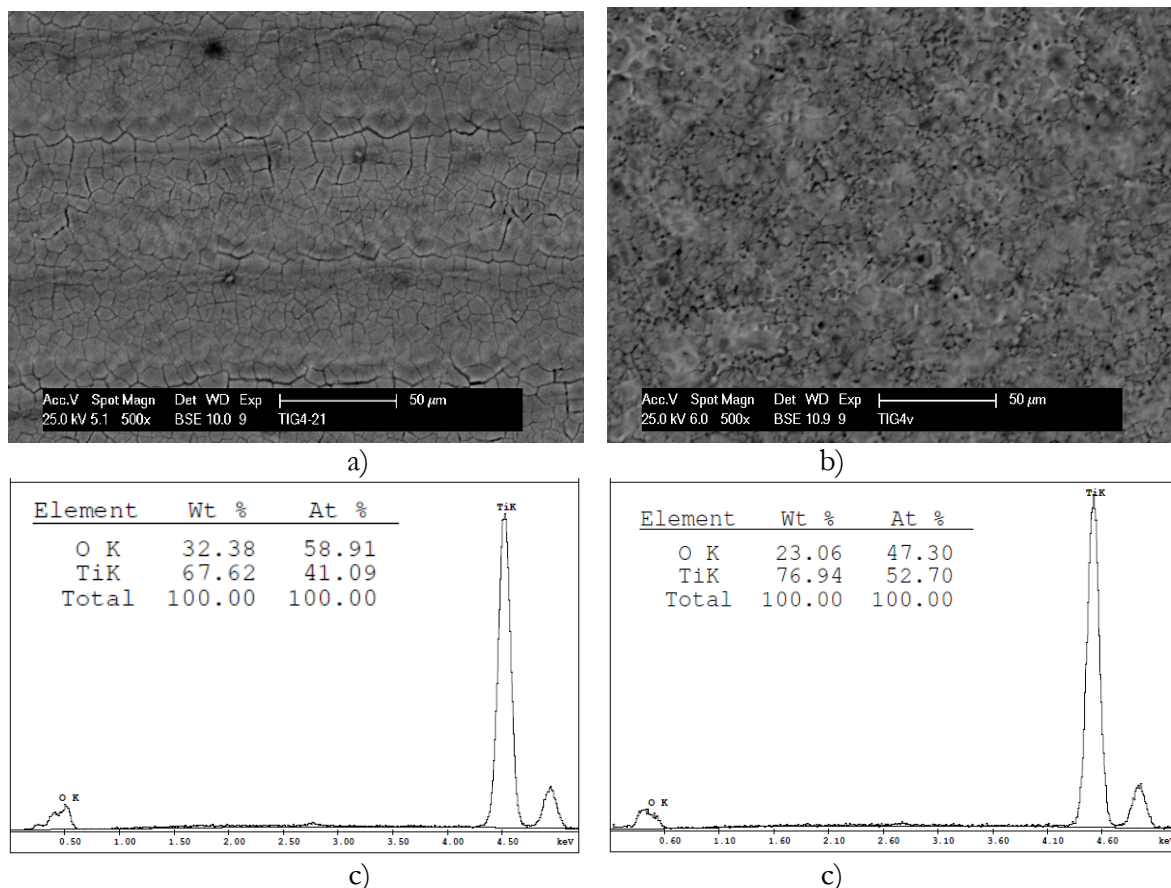 Acc.V Spot Magn Det WD Exp 50 µm
25.0 kV 5.1 500x BSE 10.0 9 TIG4-21
Acc.V Spot Magn Det WD Exp 50 µm
25.0 kV 6.0 500x BSE 10.9 9 TIG4v
a)
b)
Element Wt % At %
O K 32.38 58.91
TiK 67.62 41.09
Total 100.00 100.00
TiK
O K
0.50 1.00 1.50 2.00 2.50 3.00 3.50 4.00 4.50 keV
Element Wt % At %
O K 23.06 47.30
TiK 76.94 52.70
Total 100.00 100.00
TiK
O K
0.60 1.10 1.60 2.10 2.60 3.10 3.60 4.10 4.60 keV
c)
c)